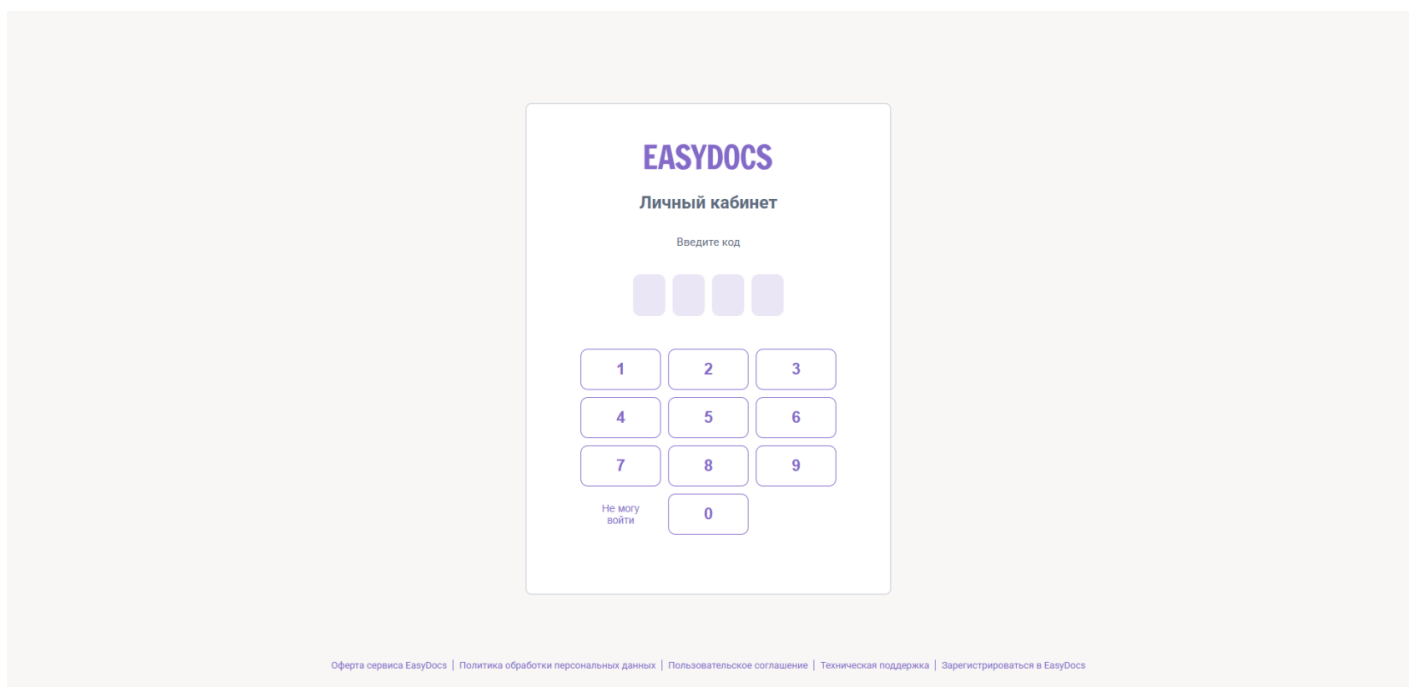 EASYDOCS
Личный кабинет
Введите код
1 2 3
4 5 6
7 8 9
Не могу
войти
0
Оферта сервиса EasyDocs | Политика обработки персональных данных | Пользовательское соглашение | Техническая поддержка | Зарегистрироваться в EasyDocs